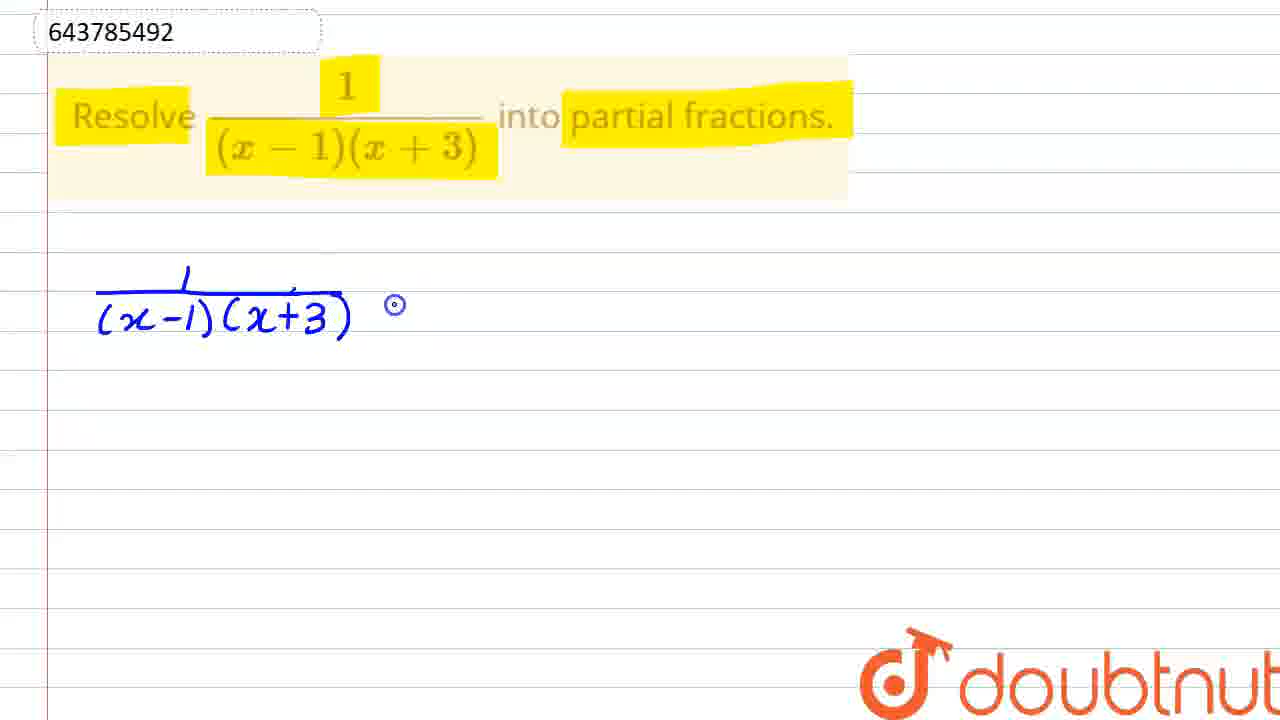 643785492
Resolve 1/((x − 1)(x + 3)) into partial fractions.
1/((x-1)(x+3))
doubtnut